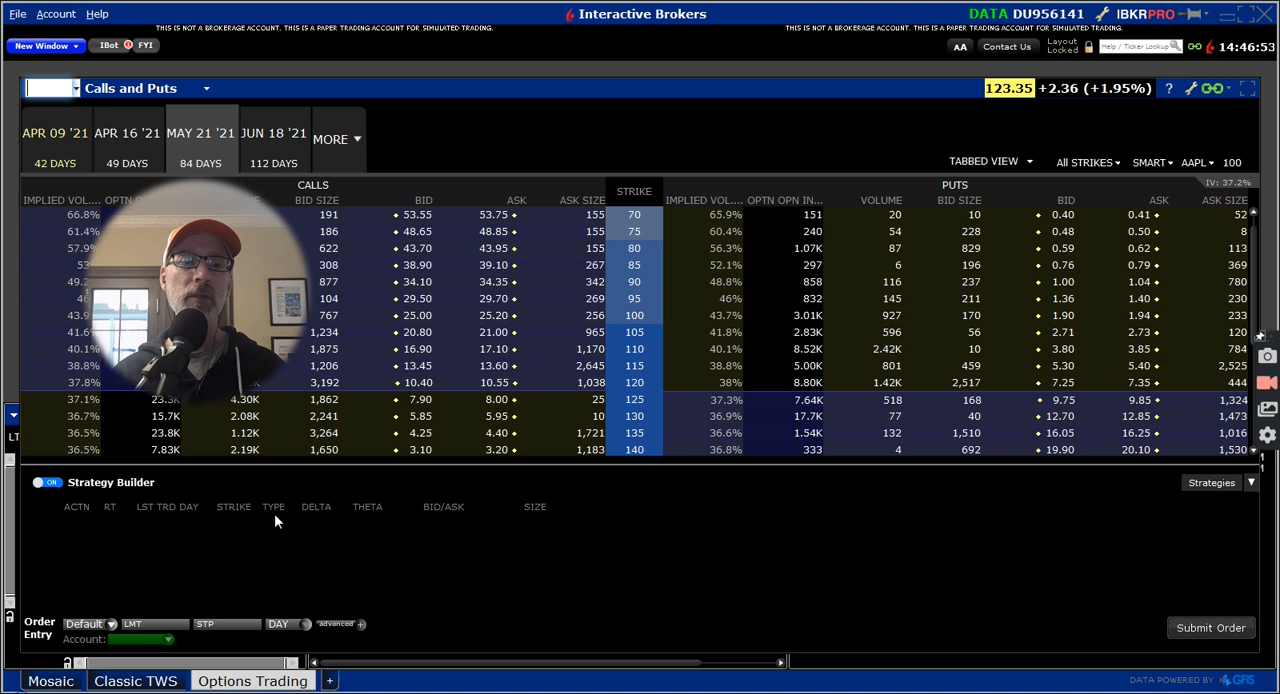 File Account Help Interactive Brokers DATA DU956141 IBKRPRO
THIS IS NOT A BROKERAGE ACCOUNT. THIS IS A PAPER TRADING ACCOUNT FOR SIMULATED TRADING. THIS IS NOT A BROKERAGE ACCOUNT. THIS IS A PAPER TRADING ACCOUNT FOR SIMULATED TRADING.
New Window IBot FYI AA Contact Us Layout Locked Help / Ticker Lookup 14:46:53
Calls and Puts 123.35 +2.36 (+1.95%) ?
APR 09 '21 APR 16 '21 MAY 21 '21 JUN 18 '21 MORE
42 DAYS 49 DAYS 84 DAYS 112 DAYS TABBED VIEW All STRIKES SMART AAPL 100
IV: 37.2%
CALLS STRIKE PUTS
IMPLIED VOL.... OPTN BID SIZE BID ASK ASK SIZE IMPLIED VOL.... OPTN OPN IN... VOLUME BID SIZE BID ASK ASK SIZE
66.8% 191 53.55 53.75 155 70 65.9% 151 20 10 0.40 0.41 52
61.4% 186 48.65 48.85 155 75 60.4% 240 54 228 0.48 0.50 8
57.9% 622 43.70 43.95 155 80 56.3% 1.07K 87 829 0.59 0.62 113
308 38.90 39.10 267 85 52.1% 297 6 196 0.76 0.79 369
877 34.10 34.35 342 90 48.8% 858 116 237 1.00 1.04 780
104 29.50 29.70 269 95 46% 832 145 211 1.36 1.40 230
767 25.00 25.20 256 100 43.7% 3.01K 927 170 1.90 1.94 233
1,234 20.80 21.00 965 105 41.8% 2.83K 596 56 2.71 2.73 120
40.1% 1,875 16.90 17.10 1,170 110 40.1% 8.52K 2.42K 10 3.80 3.85 784
38.8% 1,206 13.45 13.60 2,645 115 38.8% 5.00K 801 459 5.30 5.40 2,525
37.8% 3,192 10.40 10.55 1,038 120 38% 8.80K 1.42K 2,517 7.25 7.35 444
37.1% 23.3K 4.30K 1,862 7.90 8.00 25 125 37.3% 7.64K 518 168 9.75 9.85 1,324
36.7% 15.7K 2.08K 2,241 5.85 5.95 10 130 36.9% 17.7K 77 40 12.70 12.85 1,473
36.5% 23.8K 1.12K 3,264 4.25 4.40 1,721 135 36.6% 1.54K 132 1,510 16.05 16.25 1,016
36.5% 7.83K 2.19K 1,650 3.10 3.20 1,183 140 36.8% 333 4 692 19.90 20.10 1,530
LT
ON Strategy Builder Strategies
ACTN RT LST TRD DAY STRIKE TYPE DELTA THETA BID/ASK SIZE
Order Entry Default LMT STP DAY advanced + Submit Order
Account:
Mosaic Classic TWS Options Trading + DATA POWERED BY GFIS